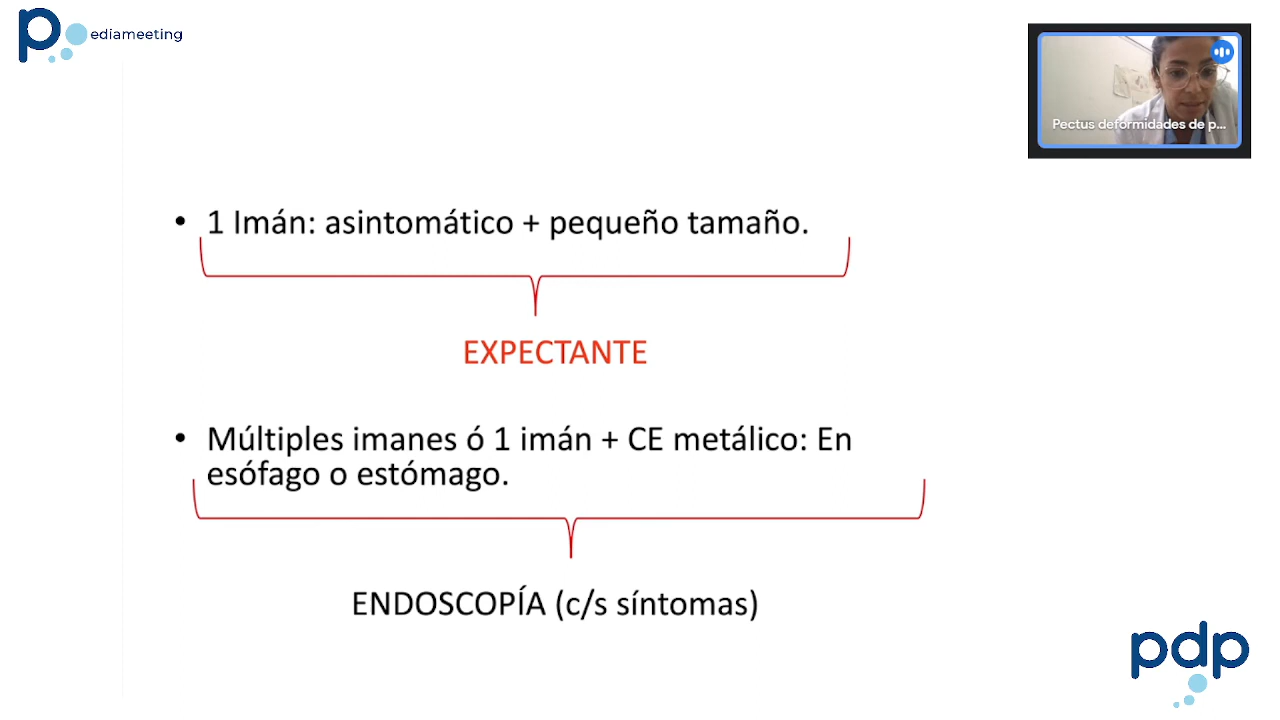 pediameeting
Pectus deformidades de p...
• 1 Imán: asintomático + pequeño tamaño.
EXPECTANTE
• Múltiples imanes ó 1 imán + CE metálico: En
esófago o estómago.
ENDOSCOPÍA (c/s síntomas)
pdp